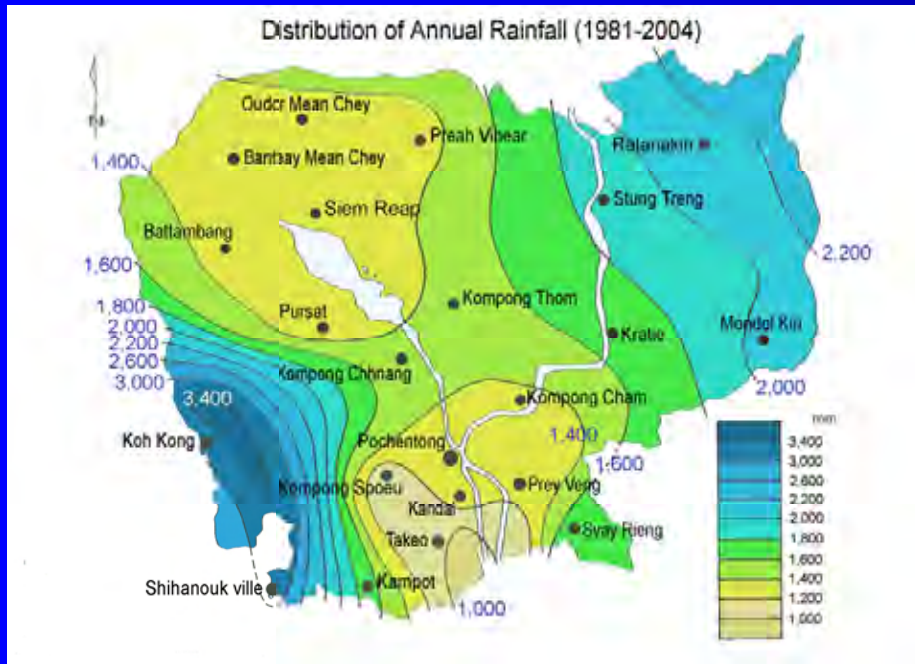 Distribution of Annual Rainfall (1981-2004)
Oudcr Mean Chey
Preah Vibear
Ratanakiri
1,400
Bantbay Mean Chey
Siem Reap
Stung Treng
Battambang
2,200
1,600
Kompong Thom
1,800
Pursat
2,000
Kratie
Mondol Kiri
2,200
2,600
Kompong Chhnang
3,000
2,000
3,400
Kompong Cham
mm
Koh Kong
Pochentong
1,400
3,400
1,600
3,000
Kompong Spoeu
Prey Veng
2,600
Kandal
2,200
2,000
Svay Rieng
Takeo
1,800
1,600
Shihanouk ville
Kampot
1,400
1,000
1,200
1,000